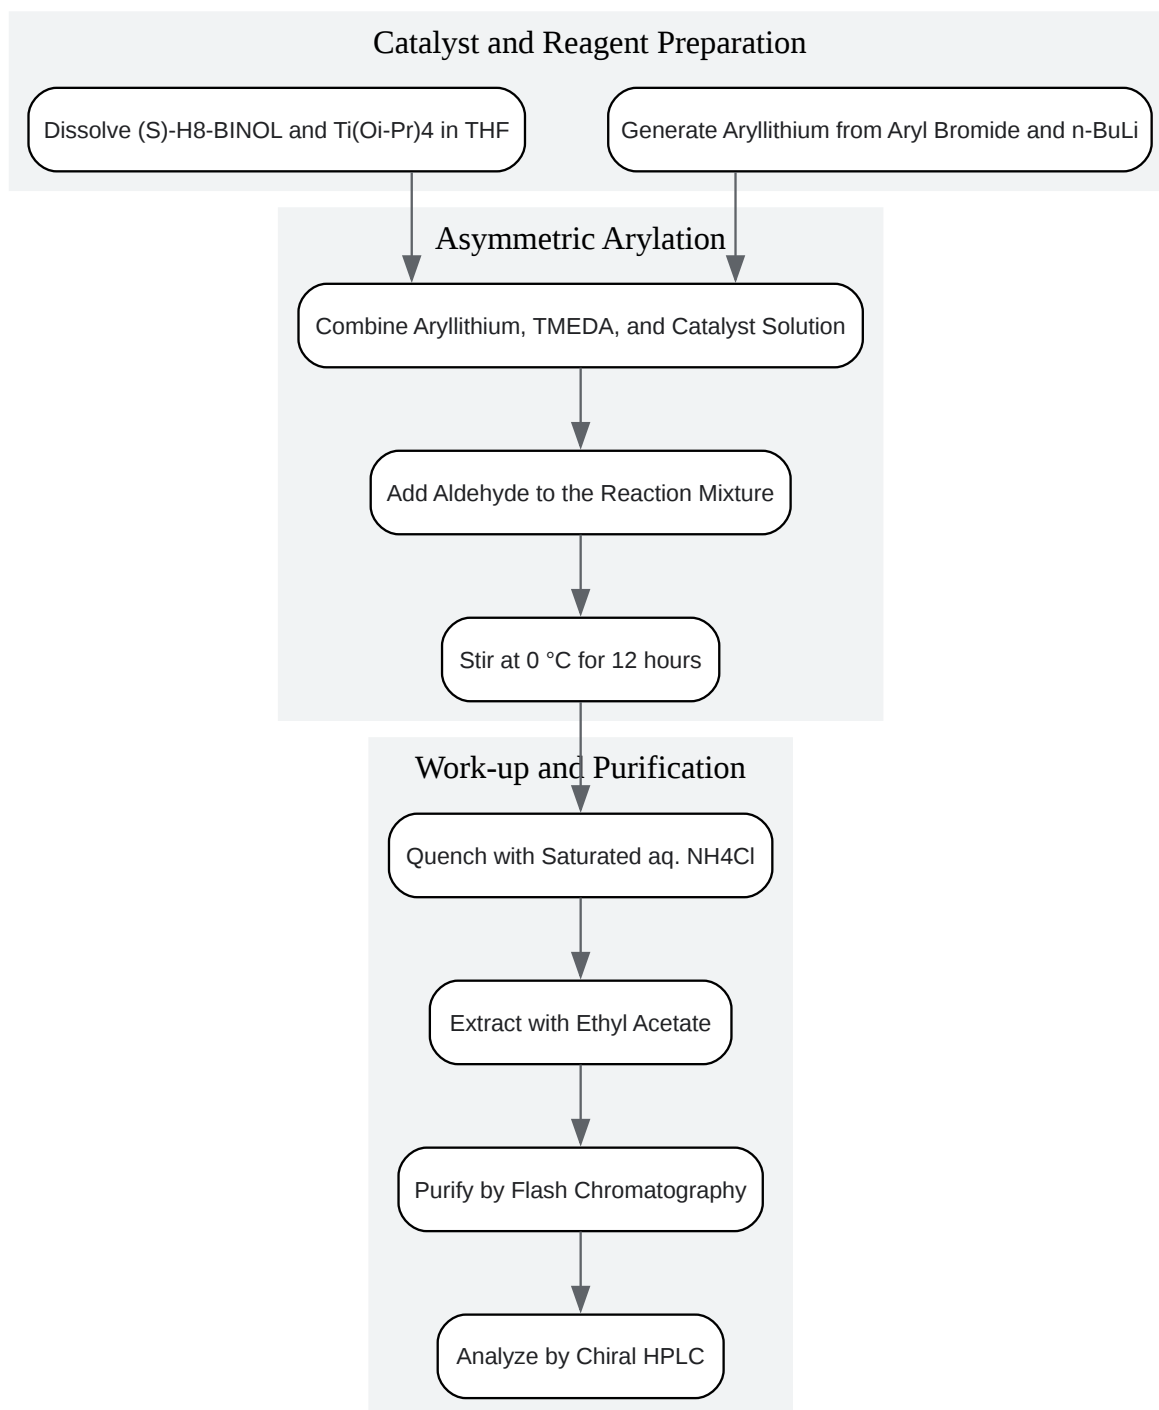 Catalyst and Reagent Preparation
Dissolve (S)-H8-BINOL and Ti(Oi-Pr)4 in THF
Generate Aryllithium from Aryl Bromide and n-BuLi
Asymmetric Arylation
Combine Aryllithium, TMEDA, and Catalyst Solution
Add Aldehyde to the Reaction Mixture
Stir at 0 °C for 12 hours
Work-up and Purification
Quench with Saturated aq. NH4Cl
Extract with Ethyl Acetate
Purify by Flash Chromatography
Analyze by Chiral HPLC